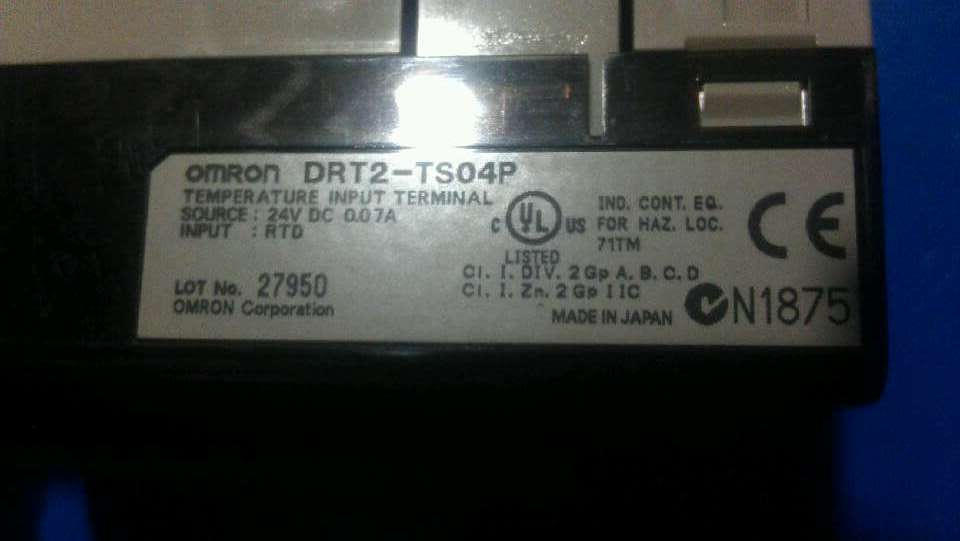 OMRON DRT2-TS04P
TEMPERATURE INPUT TERMINAL
SOURCE : 24V DC 0.07A
INPUT : RTD
C UL US
LISTED
IND. CONT. EQ.
FOR HAZ. LOC.
71TM
CE
Cl. I. DIV. 2 Gp A. B. C. D
Cl. I. Zn. 2 Gp IIC
LOT No. 27950
OMRON Corporation
MADE IN JAPAN
N1875